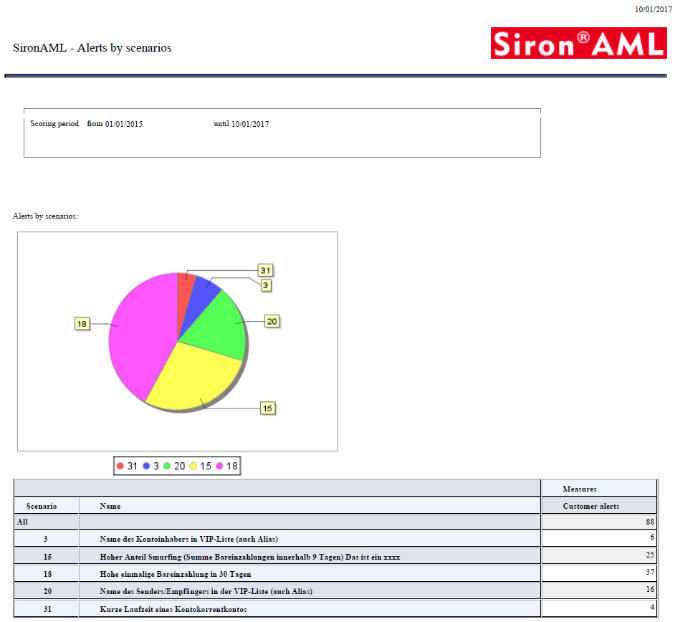 10/01/2017
SironAML - Alerts by scenarios
Siron®AML
Scoring period from 01/01/2015 until 10/01/2017
Alerts by scenarios:
31
3
18
20
15
31 3 20 15 18
Measures
Scenario Name Customer alerts
All 88
3 Name des Kontoinhabers in VIP-Liste (auch Alias) 6
15 Hoher Anteil Smurfing (Summe Bareinzahlungen innerhalb 9 Tagen) Das ist ein xxxx 25
18 Hohe einmalige Bareinzahlung in 30 Tagen 37
20 Name des Senders/Empfängers in der VIP-Liste (auch Alias) 16
31 Kurze Laufzeit eines Kontokorrentkontos 4